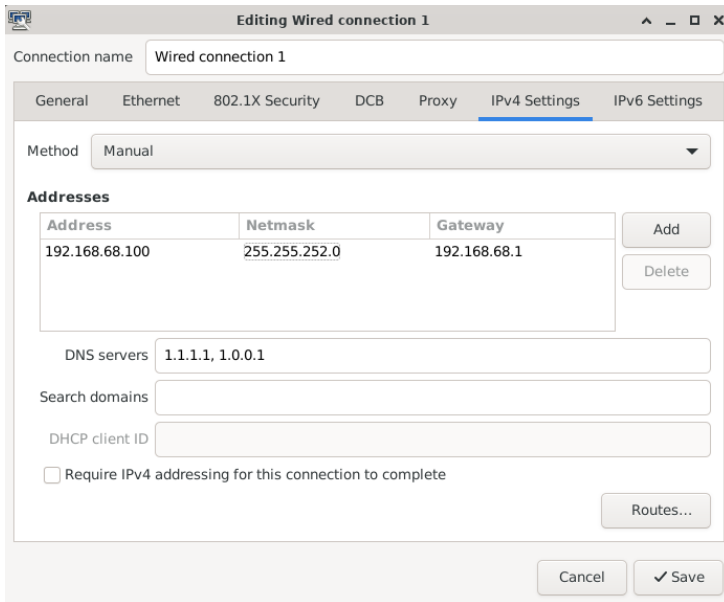 Editing Wired connection 1
Connection name Wired connection 1
General Ethernet 802.1X Security DCB Proxy IPv4 Settings IPv6 Settings
Method Manual
Addresses
Address Netmask Gateway
Add
192.168.68.100 255.255.252.0 192.168.68.1
Delete
DNS servers 1.1.1.1, 1.0.0.1
Search domains
DHCP client ID
Require IPv4 addressing for this connection to complete
Routes...
Cancel Save